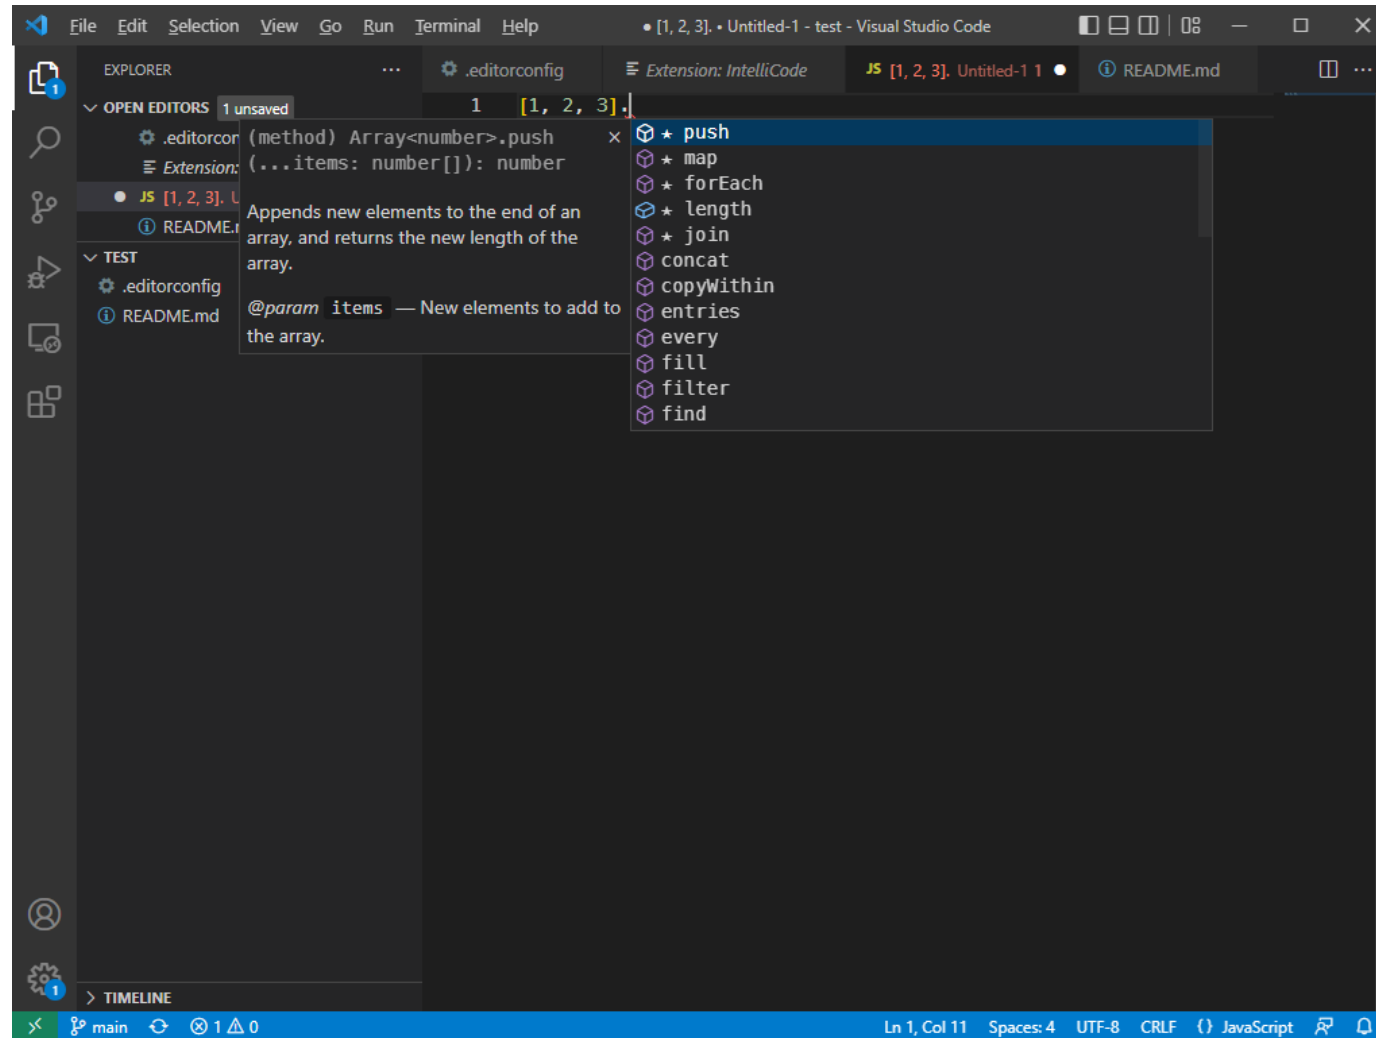 File Edit Selection View Go Run Terminal Help ● [1, 2, 3]. • Untitled-1 - test - Visual Studio Code
EXPLORER ...
.editorconfig
Extension: IntelliCode
JS [1, 2, 3]. Untitled-1 1 ●
README.md
OPEN EDITORS 1 unsaved
.editorcor
Extension:
● JS [1, 2, 3].
README.
TEST
.editorconfig
README.md
TIMELINE
1 [1, 2, 3].
(method) Array<number>.push
(...items: number[]): number
Appends new elements to the end of an
array, and returns the new length of the
array.
@param items — New elements to add to
the array.
★ push
★ map
★ forEach
★ length
★ join
concat
copyWithin
entries
every
fill
filter
find
1
1
main 1 0 Ln 1, Col 11 Spaces: 4 UTF-8 CRLF {} JavaScript